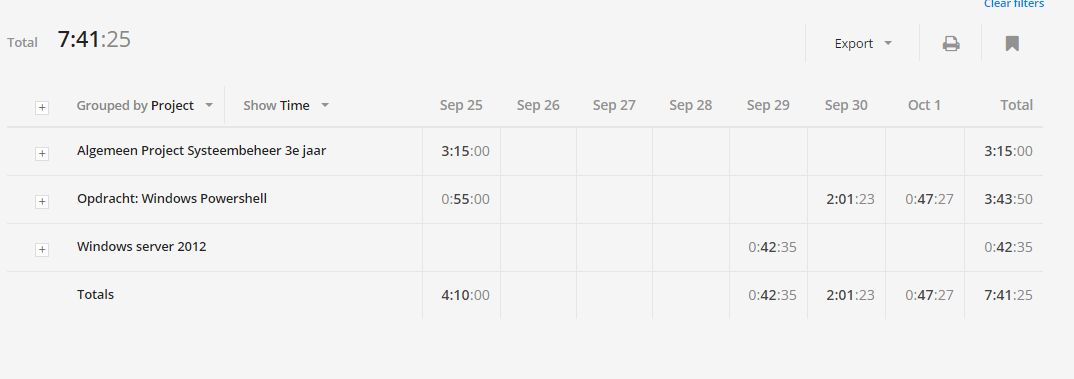 Clear filters
Total 7:41:25
Export
Grouped by Project Show Time Sep 25 Sep 26 Sep 27 Sep 28 Sep 29 Sep 30 Oct 1 Total
Algemeen Project Systeembeheer 3e jaar 3:15:00 3:15:00
Opdracht: Windows Powershell 0:55:00 2:01:23 0:47:27 3:43:50
Windows server 2012 0:42:35 0:42:35
Totals 4:10:00 0:42:35 2:01:23 0:47:27 7:41:25